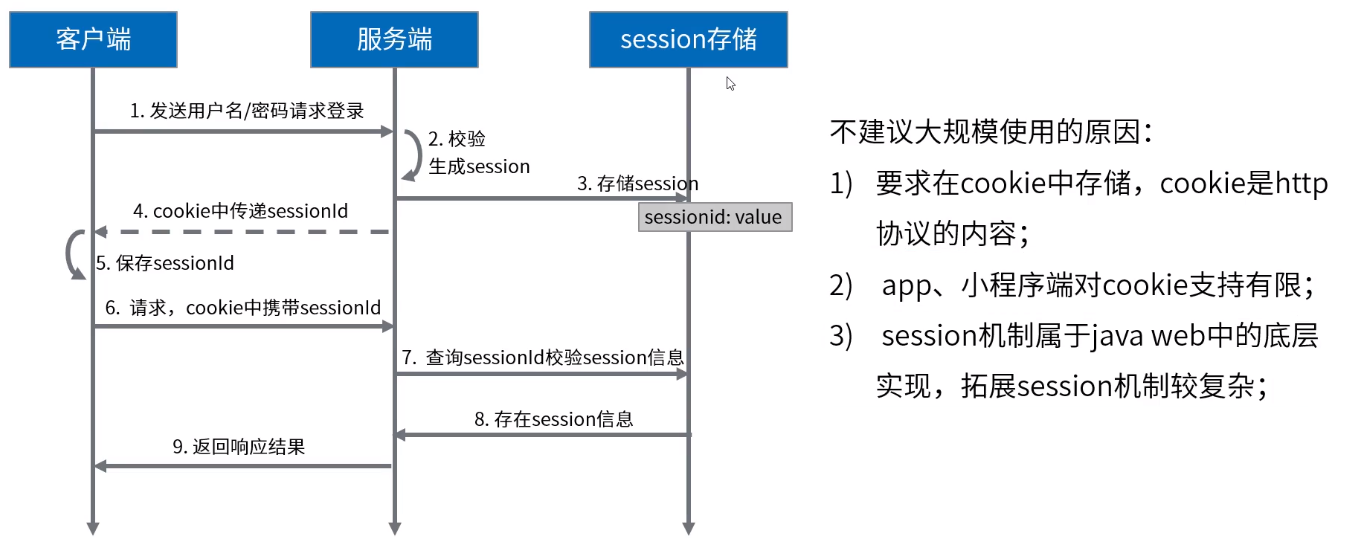 客户端
服务端
session存储
1. 发送用户名/密码请求登录
2. 校验
生成session
3. 存储session
sessionid: value
4. cookie中传递sessionId
5. 保存sessionId
6. 请求，cookie中携带sessionId
7. 查询sessionId校验session信息
8. 存在session信息
9. 返回响应结果
不建议大规模使用的原因：
1) 要求在cookie中存储，cookie是http
协议的内容；
2) app、小程序端对cookie支持有限；
3) session机制属于java web中的底层
实现，拓展session机制较复杂；